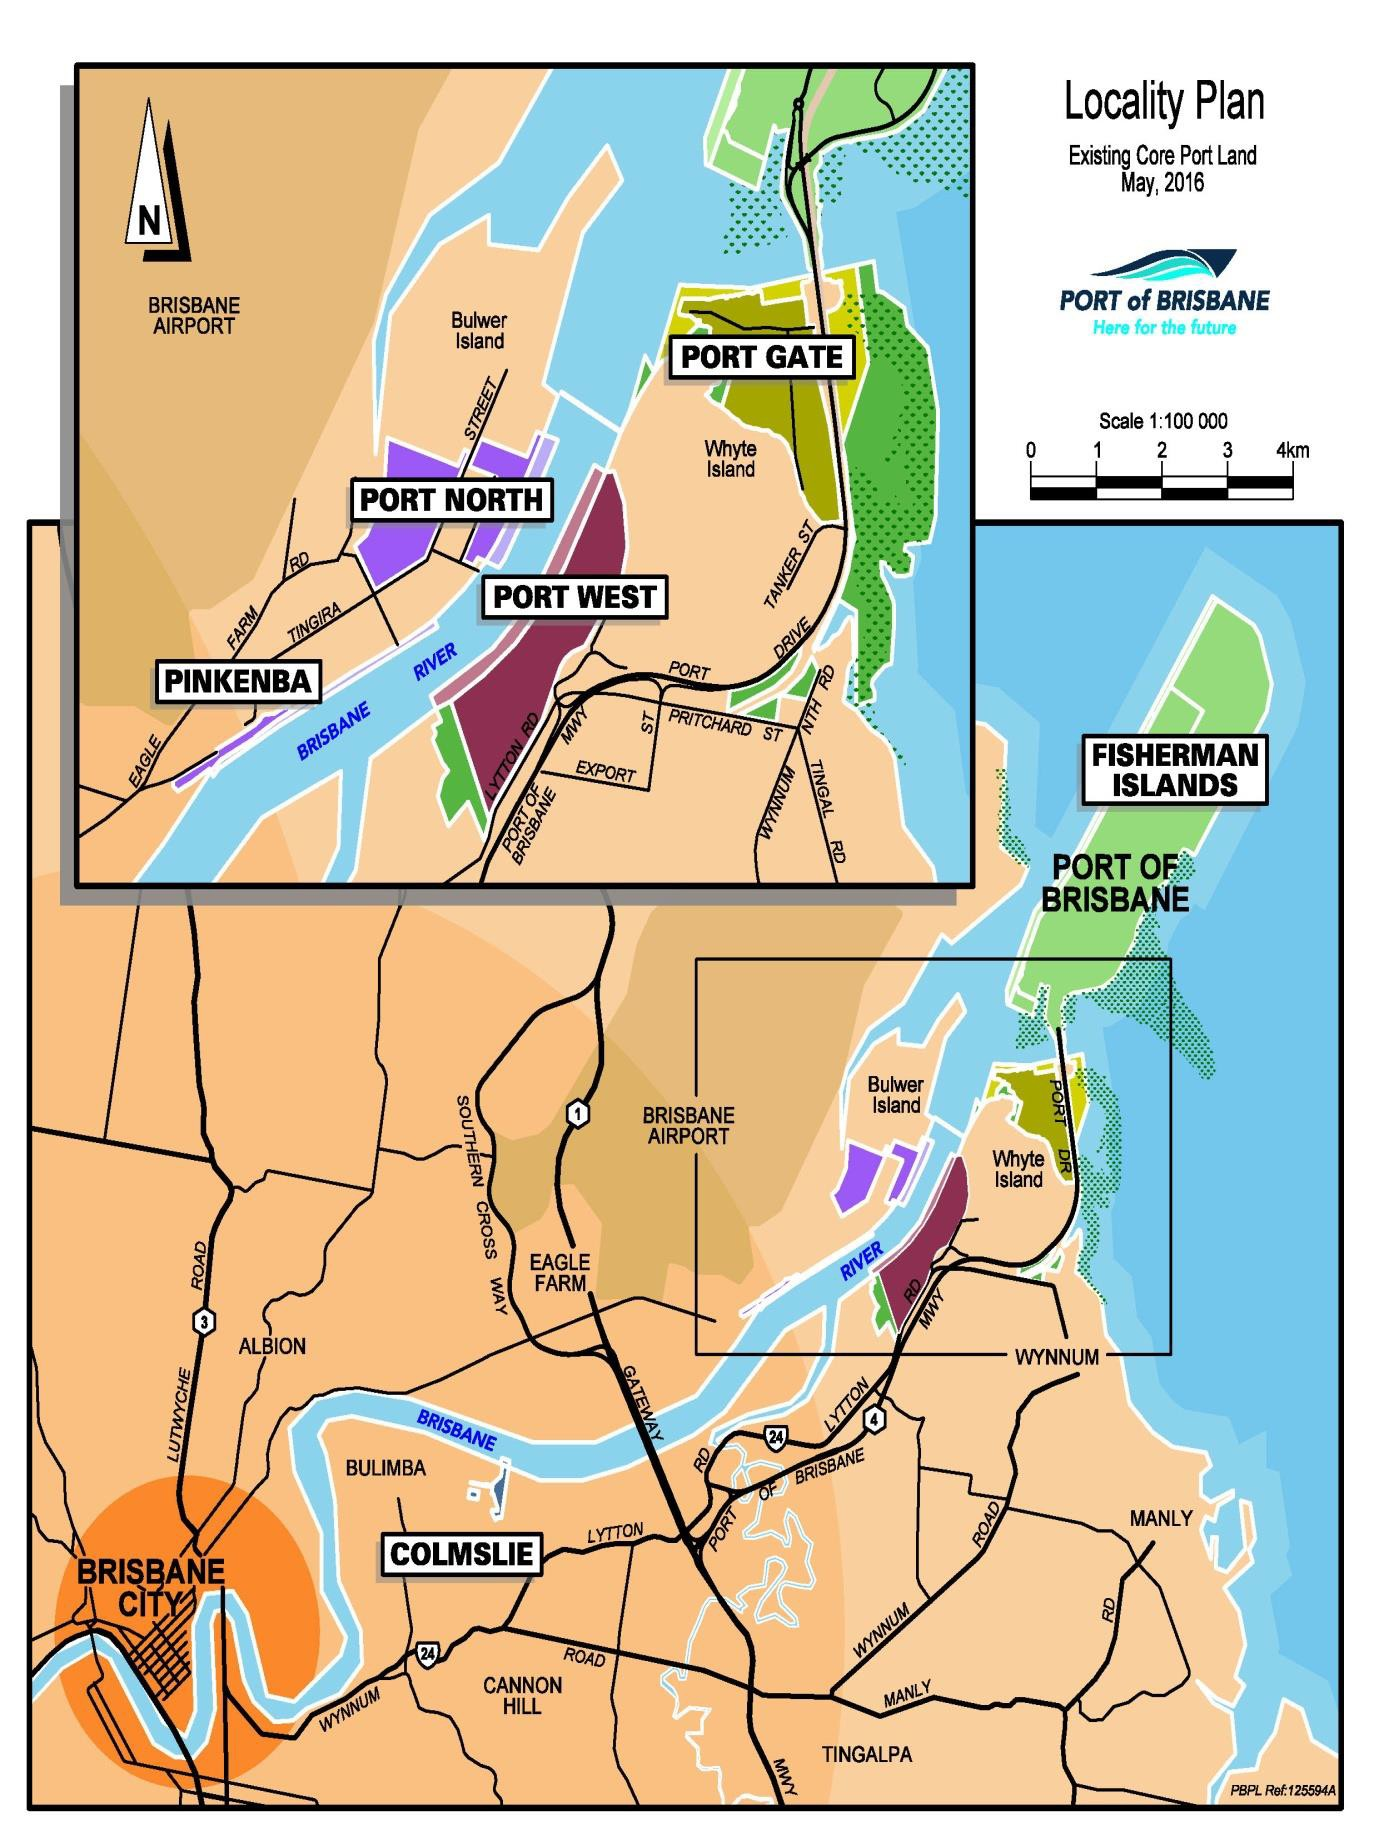 Locality Plan
Existing Core Port Land
May, 2016
PORT of BRISBANE
Here for the future
Scale 1:100 000
0 1 2 3 4km
N
BRISBANE
AIRPORT
Bulwer
Island
STREET
PORT GATE
Whyte
Island
PORT NORTH
PORT WEST
TANKER ST
FARM
RD
TINGIRA
PINKENBA
EAGLE
BRISBANE
RIVER
PORT
DRIVE
PRITCHARD ST
NTH RD
ST
EXPORT
LYTTON RD
MWY
PORT OF
BRISBANE
WYNNUM
TINGAL
RD
FISHERMAN
ISLANDS
PORT OF
BRISBANE
BRISBANE
AIRPORT
Bulwer
Island
Whyte
Island
PORT DR
1
SOUTHERN CROSS WAY
EAGLE
FARM
RIVER
RD
MWY
WYNNUM
ROAD
3
LUTWYCHE
ALBION
GATEWAY
BRISBANE
BULIMBA
LYTTON
4
24
RD
PORT
OF
BRISBANE
COLMSLIE
LYTTON
BRISBANE
CITY
MANLY
ROAD
WYNNUM
RD
24
WYNNUM
ROAD
CANNON
HILL
MANLY
TINGALPA
MWY
PBPL Ref:125594A